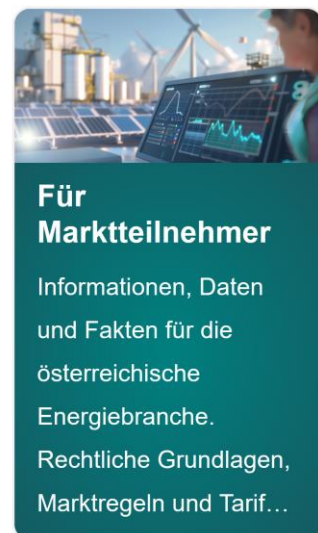 Für
Marktteilnehmer
Informationen, Daten
und Fakten für die
österreichische
Energiebranche.
Rechtliche Grundlagen,
Marktregeln und Tarif…